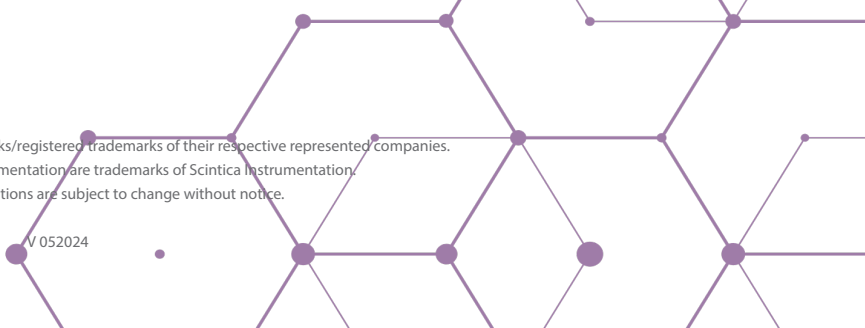 ks/registered trademarks of their respective represented companies.
mentation are trademarks of Scintica Instrumentation.
tions are subject to change without notice.
V 052024